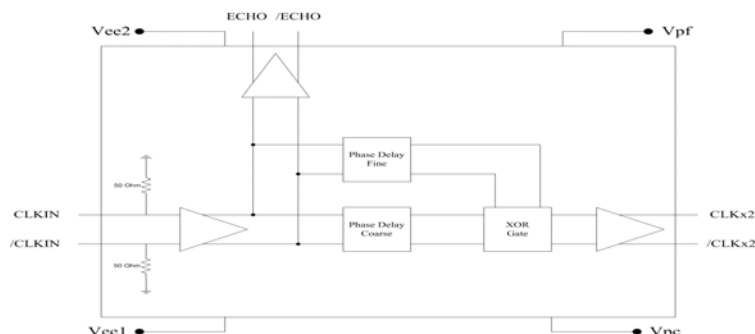 ECHO /ECHO
Vee2
Vpf
Phase Delay
Fine
50 Ohm
CLKIN
/CLKIN
Phase Delay
Coarse
XOR
Gate
CLKx2
/CLKx2
50 Ohm
Vee1
Vpc